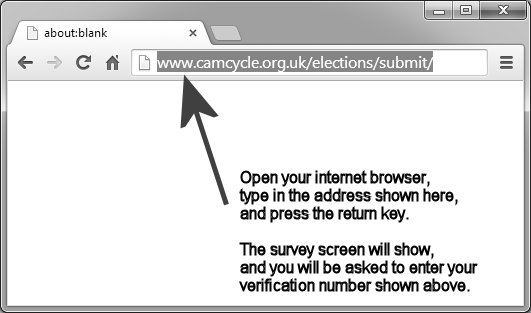 about:blank
www.camcycle.org.uk/elections/submit/
Open your internet browser,
type in the address shown here,
and press the return key.
The survey screen will show,
and you will be asked to enter your
verification number shown above.